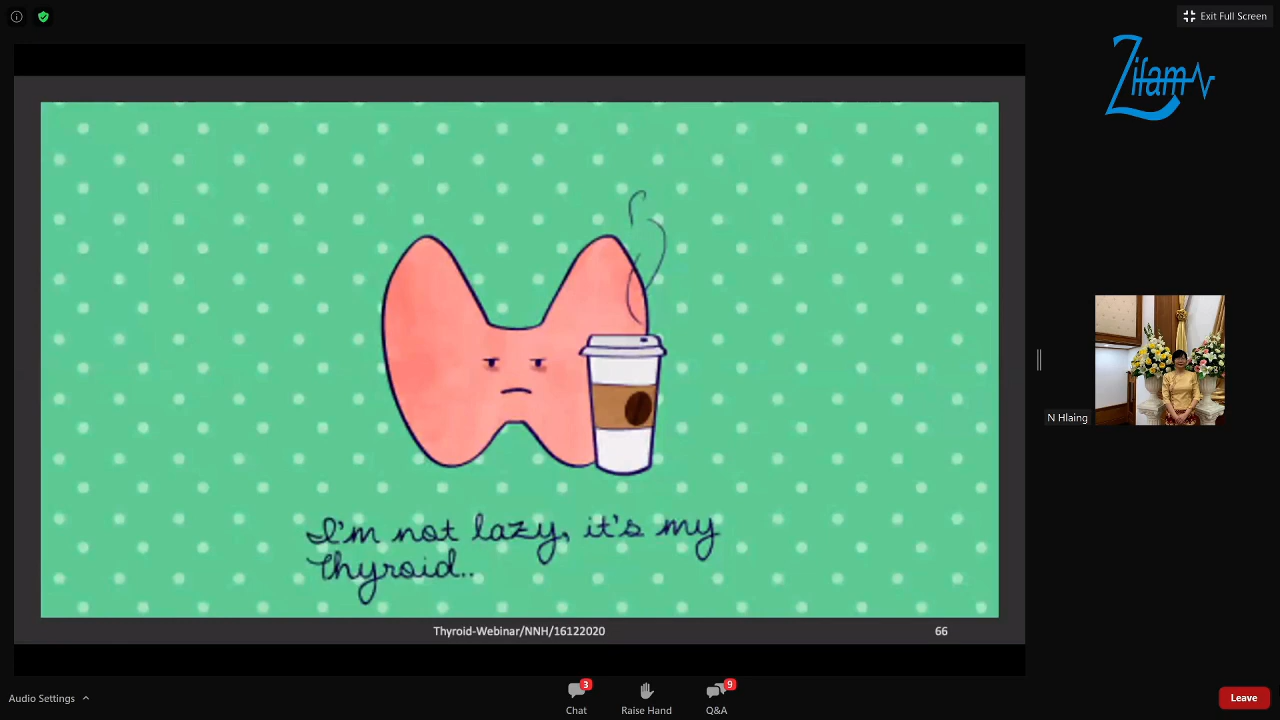 Exit Full Screen
Zifam
I'm not lazy, it's my
Thyroid..
N Hlaing
Thyroid-Webinar/NNH/16122020
66
Audio Settings
3
Chat
Raise Hand
9
Q&A
Leave